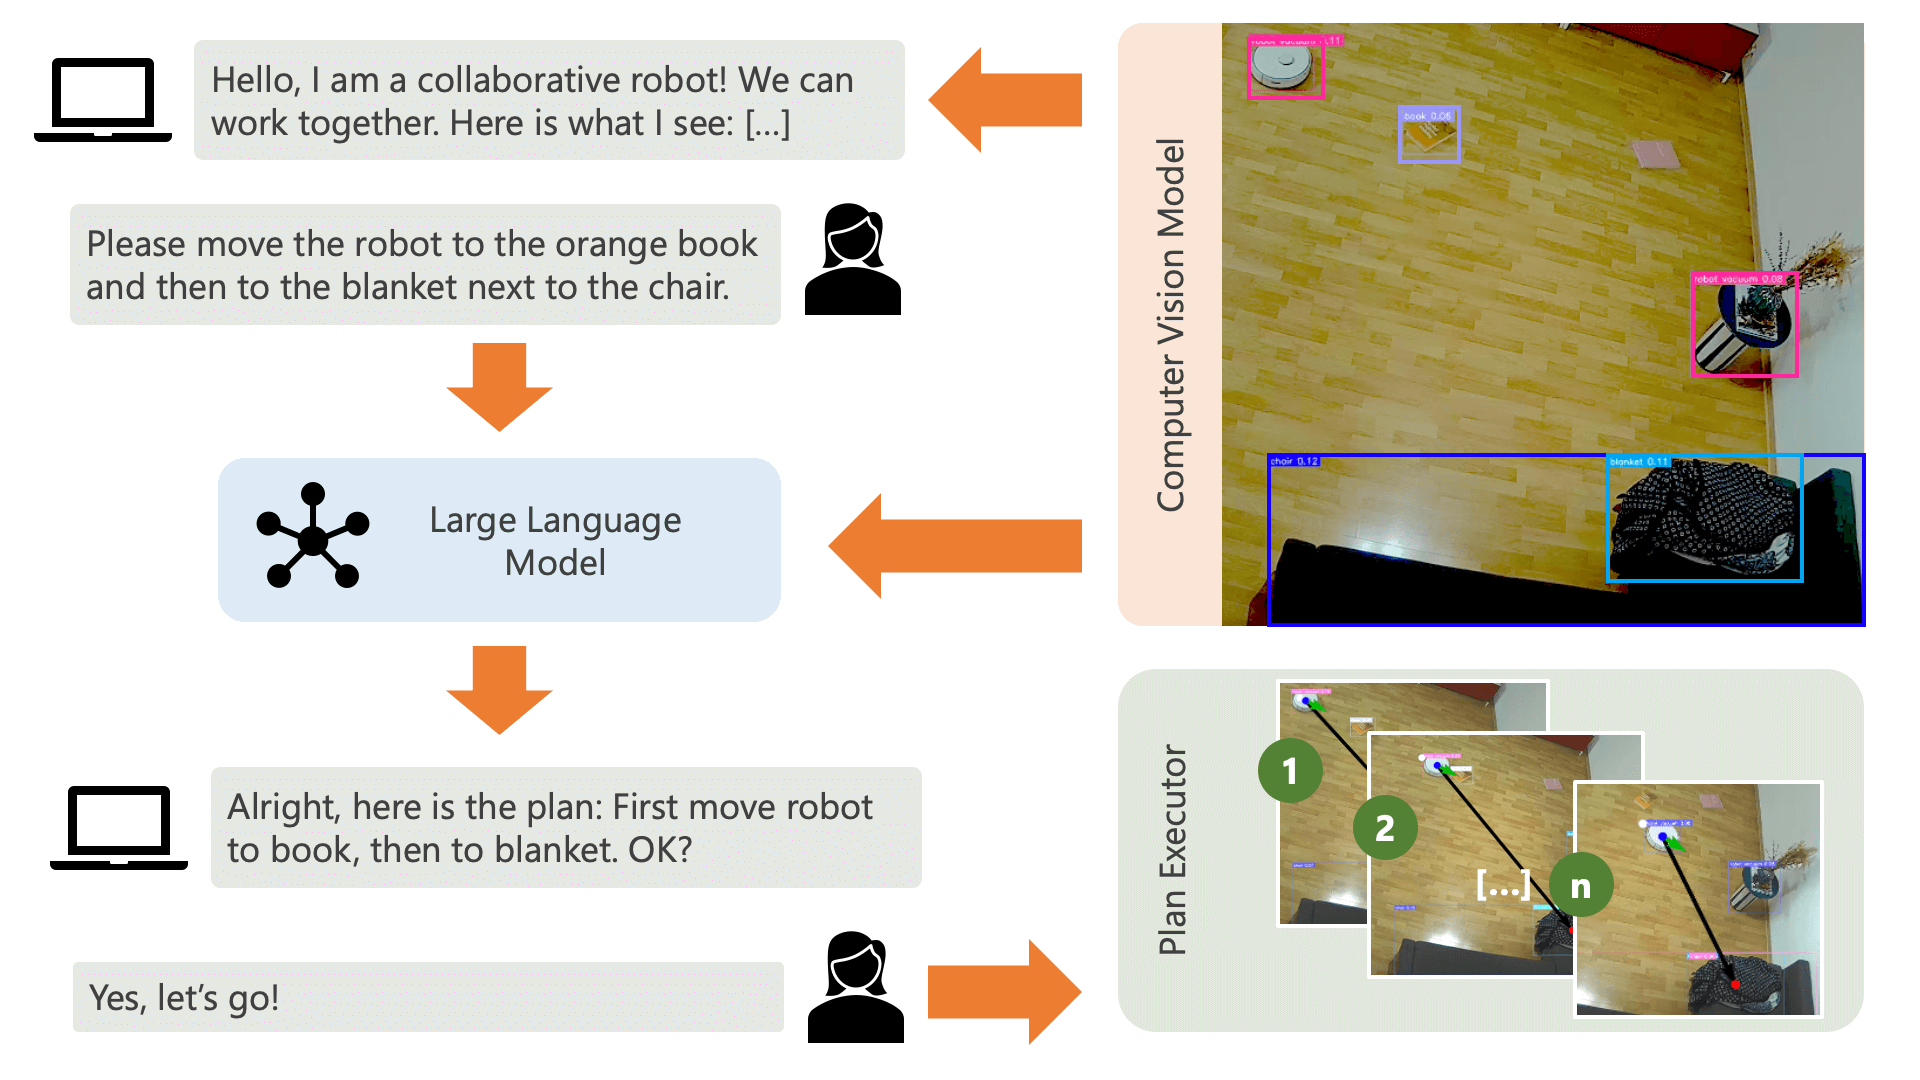 Hello, I am a collaborative robot! We can
work together. Here is what I see: [...]
Please move the robot to the orange book
and then to the blanket next to the chair.
Large Language
Model
Alright, here is the plan: First move robot
to book, then to blanket. OK?
Yes, let’s go!
Computer Vision Model
robot vacuum 0.11
book 0.06
robot vacuum 0.08
chair 0.12
blanket 0.11
Plan Executor
1
2
[...]
n